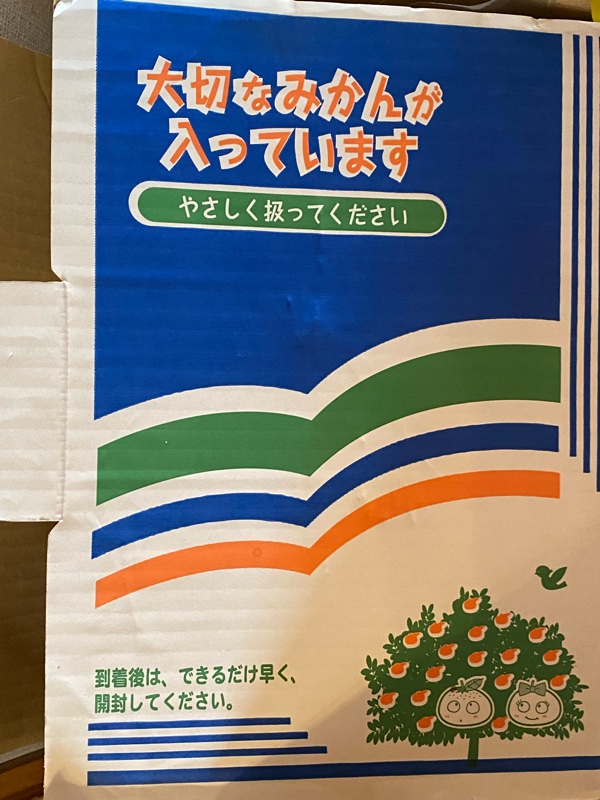 大切なみかんが
入っています
やさしく扱ってください
到着後は、できるだけ早く、
開封してください。